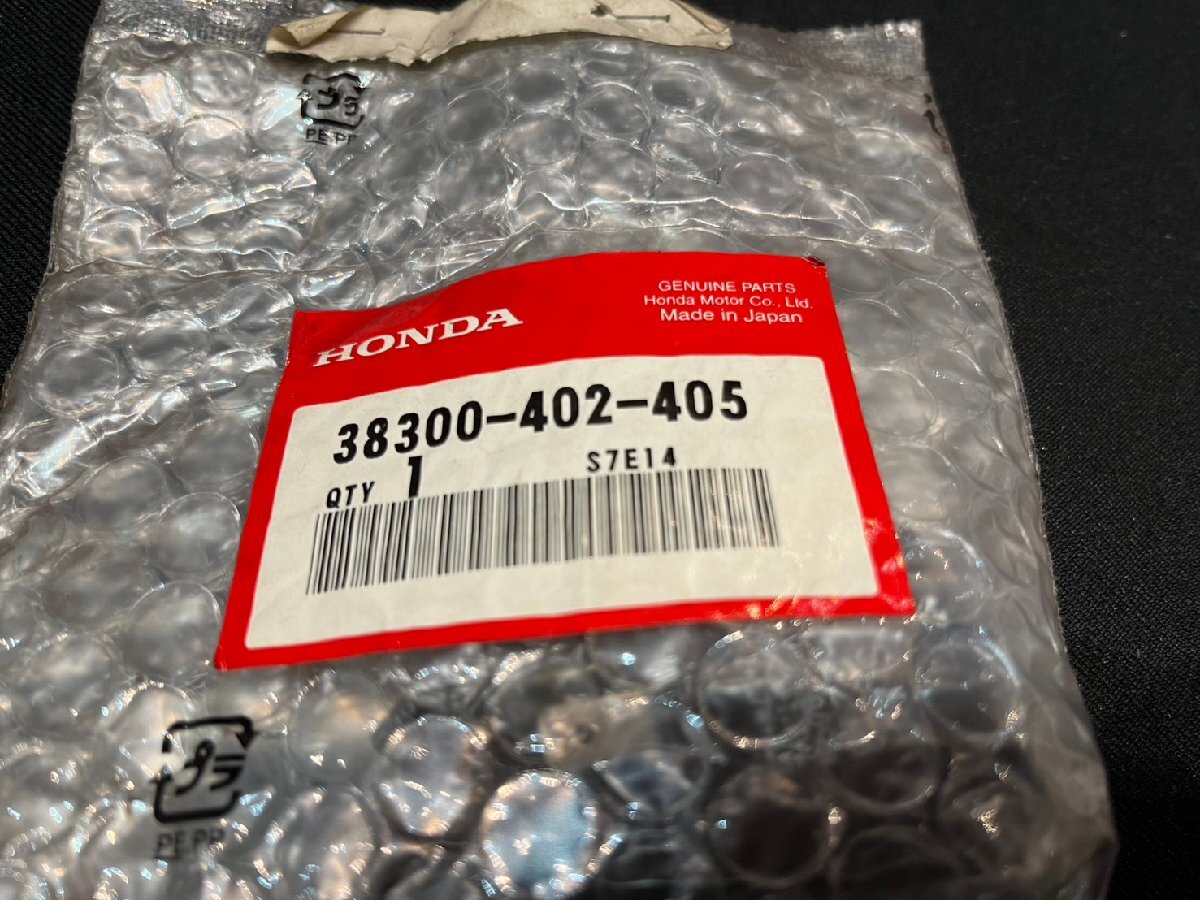 プラ
PE,PP
HONDA
GENUINE PARTS
Honda Motor Co., Ltd.
Made in Japan
38300-402-405
QTY 1 S7E14
プラ
PE,PP